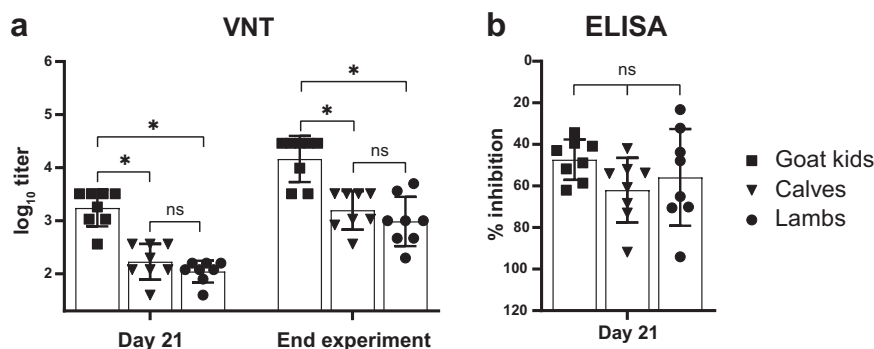 a
VNT
6
5
4
3
2
log10 titer
*
*
ns
*
*
ns
Day 21
End experiment
b
ELISA
0
20
40
60
80
100
120
% inhibition
ns
Day 21
Goat kids
Calves
Lambs